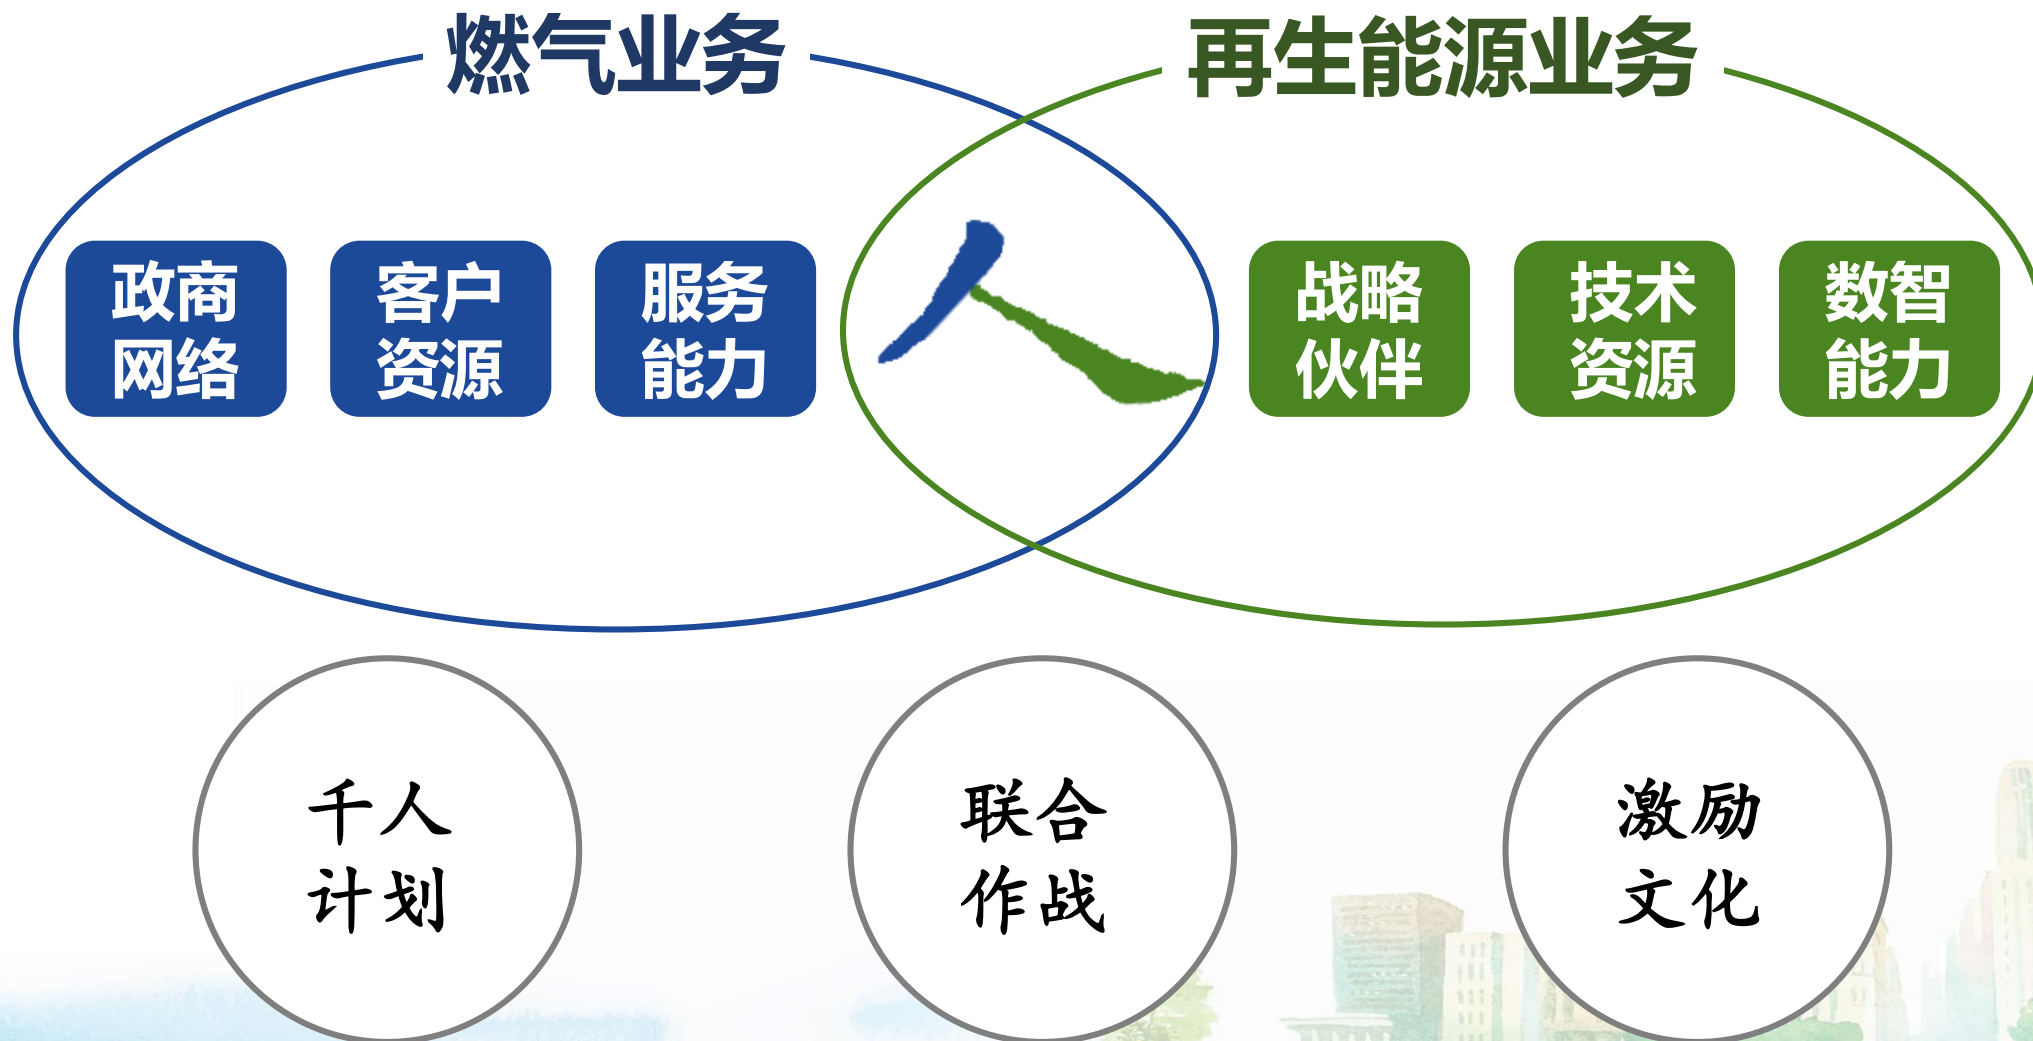 燃气业务
再生能源业务
政商
网络
客户
资源
服务
能力
人
战略
伙伴
技术
资源
数智
能力
千人
计划
联合
作战
激励
文化